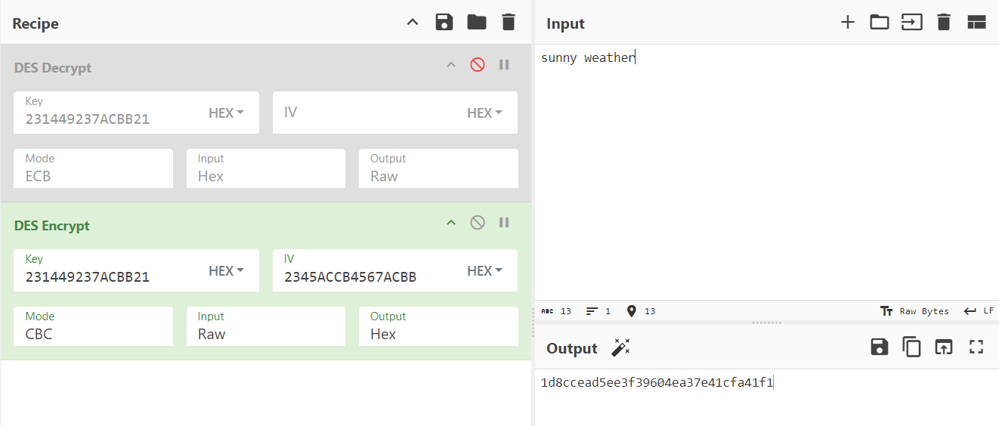 Recipe
DES Decrypt
Key
231449237ACBB21
HEX
IV
HEX
Mode
ECB
Input
Hex
Output
Raw
DES Encrypt
Key
231449237ACBB21
HEX
IV
2345ACCB4567ACBB
HEX
Mode
CBC
Input
Raw
Output
Hex
Input
sunny weather
ABC 13 1 13 Tт Raw Bytes LF
Output
1d8ccead5ee3f39604ea37e41cfa41f1